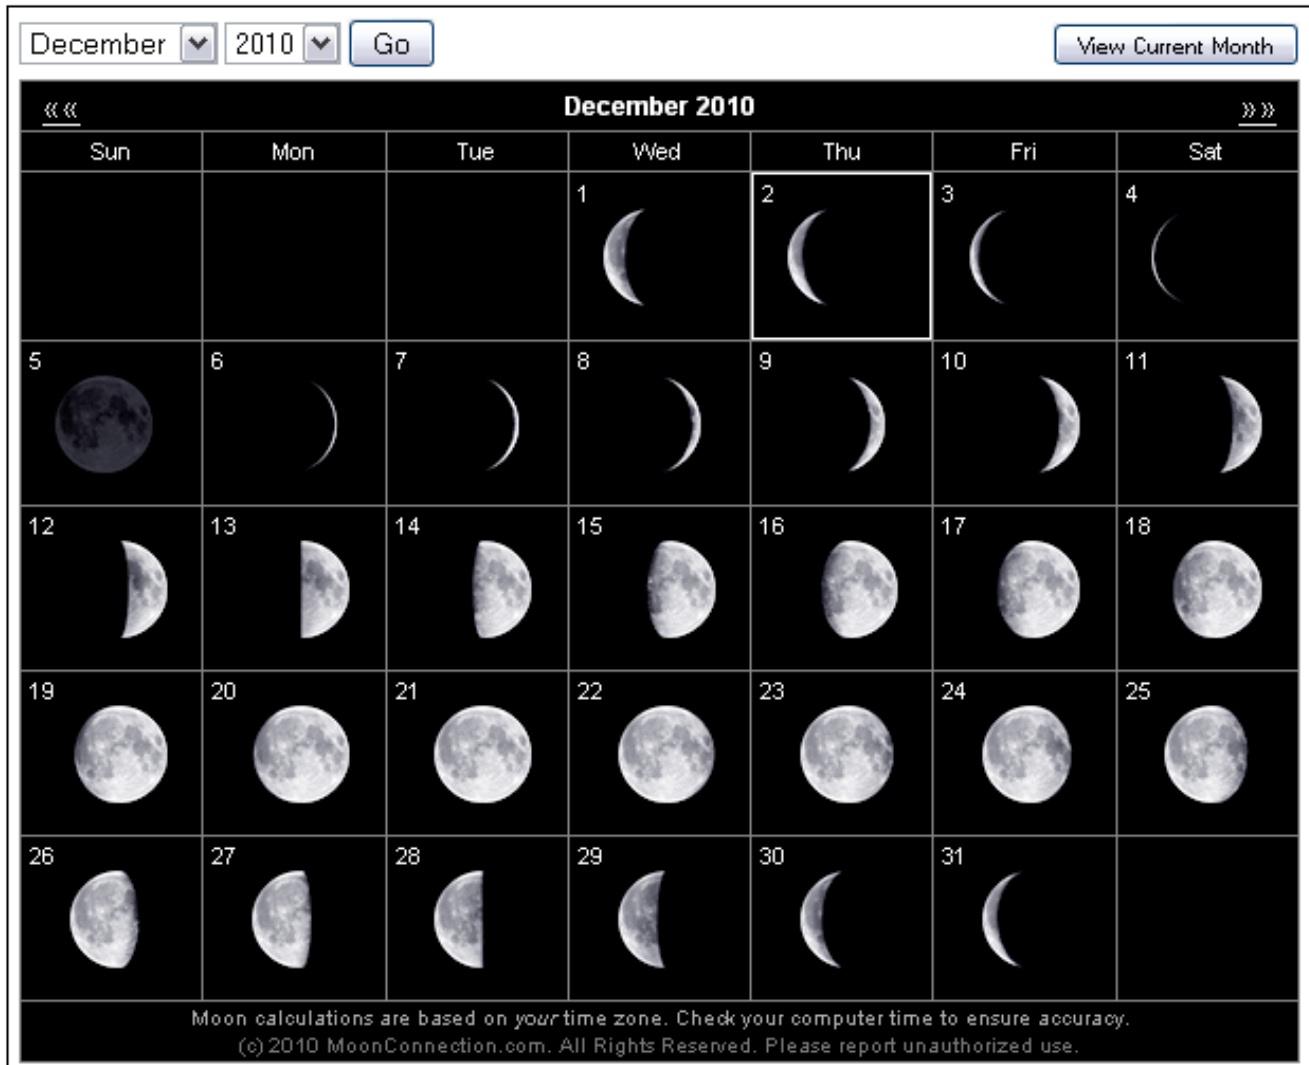 December 2010 Go View Current Month
«« December 2010 »»
Sun Mon Tue Wed Thu Fri Sat
1 2 3 4
5 6 7 8 9 10 11
12 13 14 15 16 17 18
19 20 21 22 23 24 25
26 27 28 29 30 31
Moon calculations are based on your time zone. Check your computer time to ensure accuracy.
(c) 2010 MoonConnection.com. All Rights Reserved. Please report unauthorized use.